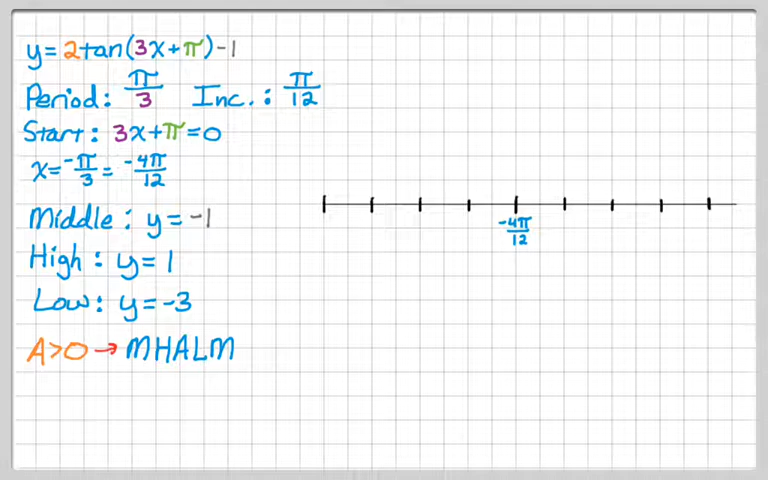 y=2tan(3x+π)-1
Period: π/3 Inc.: π/12
Start: 3x+π=0
x=-π/3=-4π/12
Middle: y=-1
High: y=1
Low: y=-3
A>0→MHALM
-4π/12